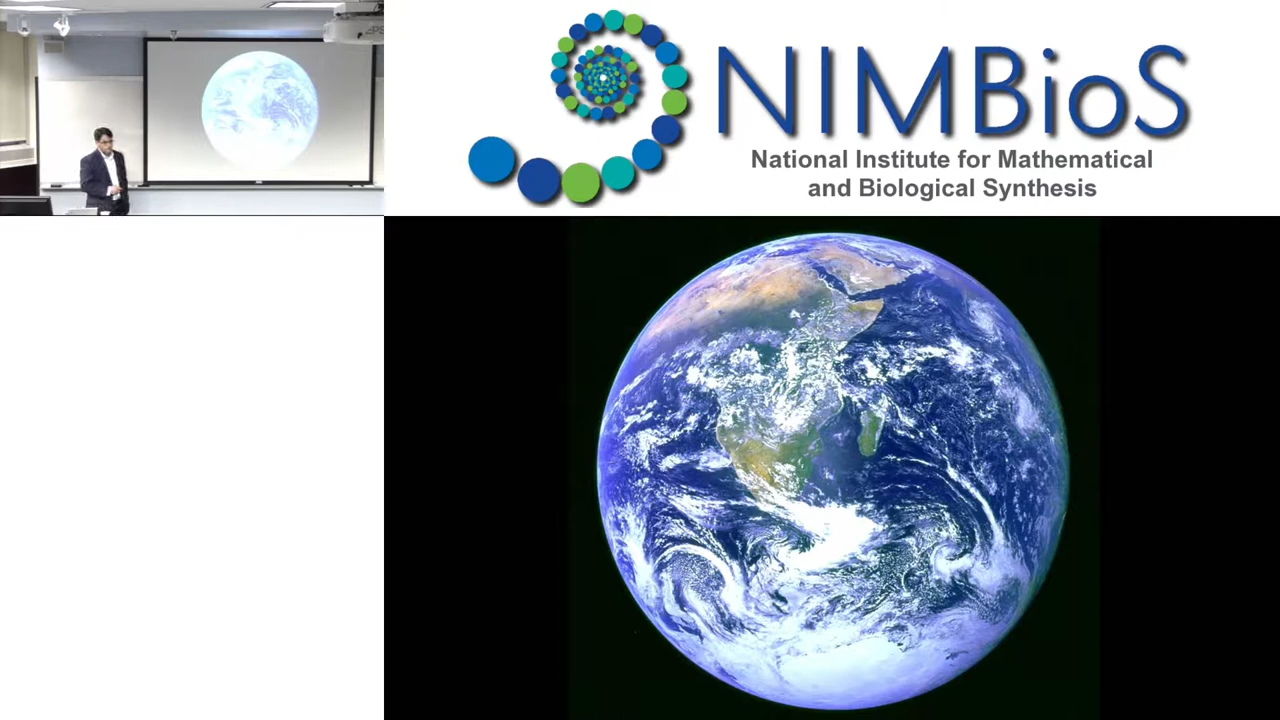 NIMBioS
National Institute for Mathematical
and Biological Synthesis